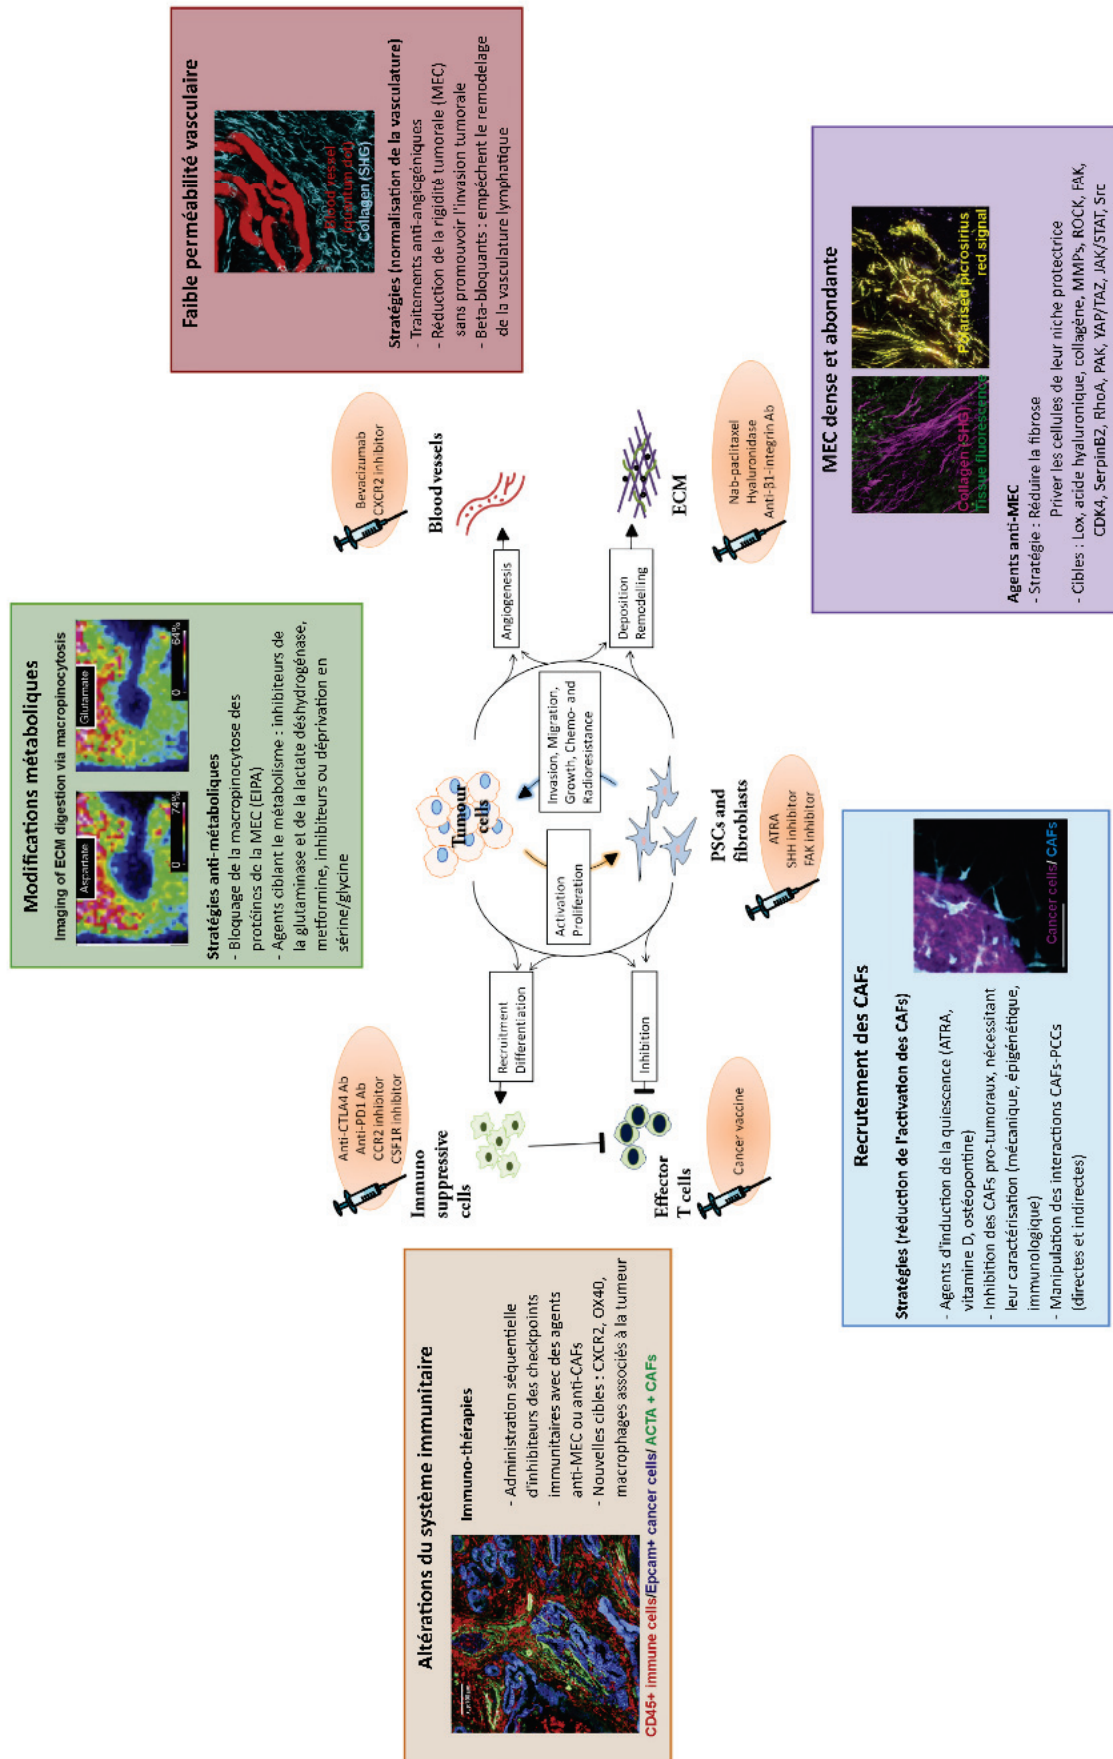 Altérations du système immunitaire
Immuno-thérapies
- Administration séquentielle
d'inhibiteurs des checkpoints
immunitaires avec des agents
anti-MEC ou anti-CAFs
- Nouvelles cibles : CXCR2, OX40,
macrophages associés à la tumeur
CD45+ immune cells/Epcam+ cancer cells/ ACTA + CAFs
Modifications métaboliques
Imaging of ECM digestion via macropinocytosis
Aspartate
74%
0
Glutamate
64%
0
Stratégies anti-métaboliques
- Bloquage de la macropinocytose des
protéines de la MEC (EIPA)
- Agents ciblant le métabolisme : inhibiteurs de
la glutaminase et de la lactate déshydrogénase,
metformine, inhibiteurs ou déprivation en
sérine/glycine
Faible perméabilité vasculaire
Blood vessel
(quantum dot)
Collagen (SHG)
Stratégies (normalisation de la vasculature)
- Traitements anti-angiogéniques
- Réduction de la rigidité tumorale (MEC)
sans promouvoir l'invasion tumorale
- Beta-bloquants : empêchent le remodelage
de la vasculature lymphatique
Anti-CTLA4 Ab
Anti-PD1 Ab
CCR2 inhibitor
CSF1R inhibitor
Immuno
suppressive
cells
Recruitment
Differentiation
Tumour
cells
Angiogenesis
Blood vessels
Bevacizumab
CXCR2 inhibitor
Activation
Proliferation
Invasion, Migration,
Growth, Chemo- and
Radioresistance
Cancer vaccine
Effector
T cells
Inhibition
PSCs and
fibroblasts
ATRA
SHH inhibitor
FAK inhibitor
Deposition
Remodelling
ECM
Nab-paclitaxel
Hyaluronidase
Anti-β1-integrin Ab
Recrutement des CAFs
Stratégies (réduction de l'activation des CAFs)
- Agents d'induction de la quiescence (ATRA,
vitamine D, ostéopontine)
- Inhibition des CAFs pro-tumoraux, nécessitant
leur caractérisation (mécanique, épigénétique,
immunologique)
- Manipulation des interactions CAFs-PCCs
(directes et indirectes)
Cancer cells/ CAFs
MEC dense et abondante
Collagen (SHG)
Tissue fluorescence
Polarised picrosirius
red signal
Agents anti-MEC
- Stratégie : Réduire la fibrose
Priver les cellules de leur niche protectrice
- Cibles : Lox, acide hyaluronique, collagène, MMPs, ROCK, FAK,
CDK4, SerpinB2, RhoA, PAK, YAP/TAZ, JAK/STAT, Src